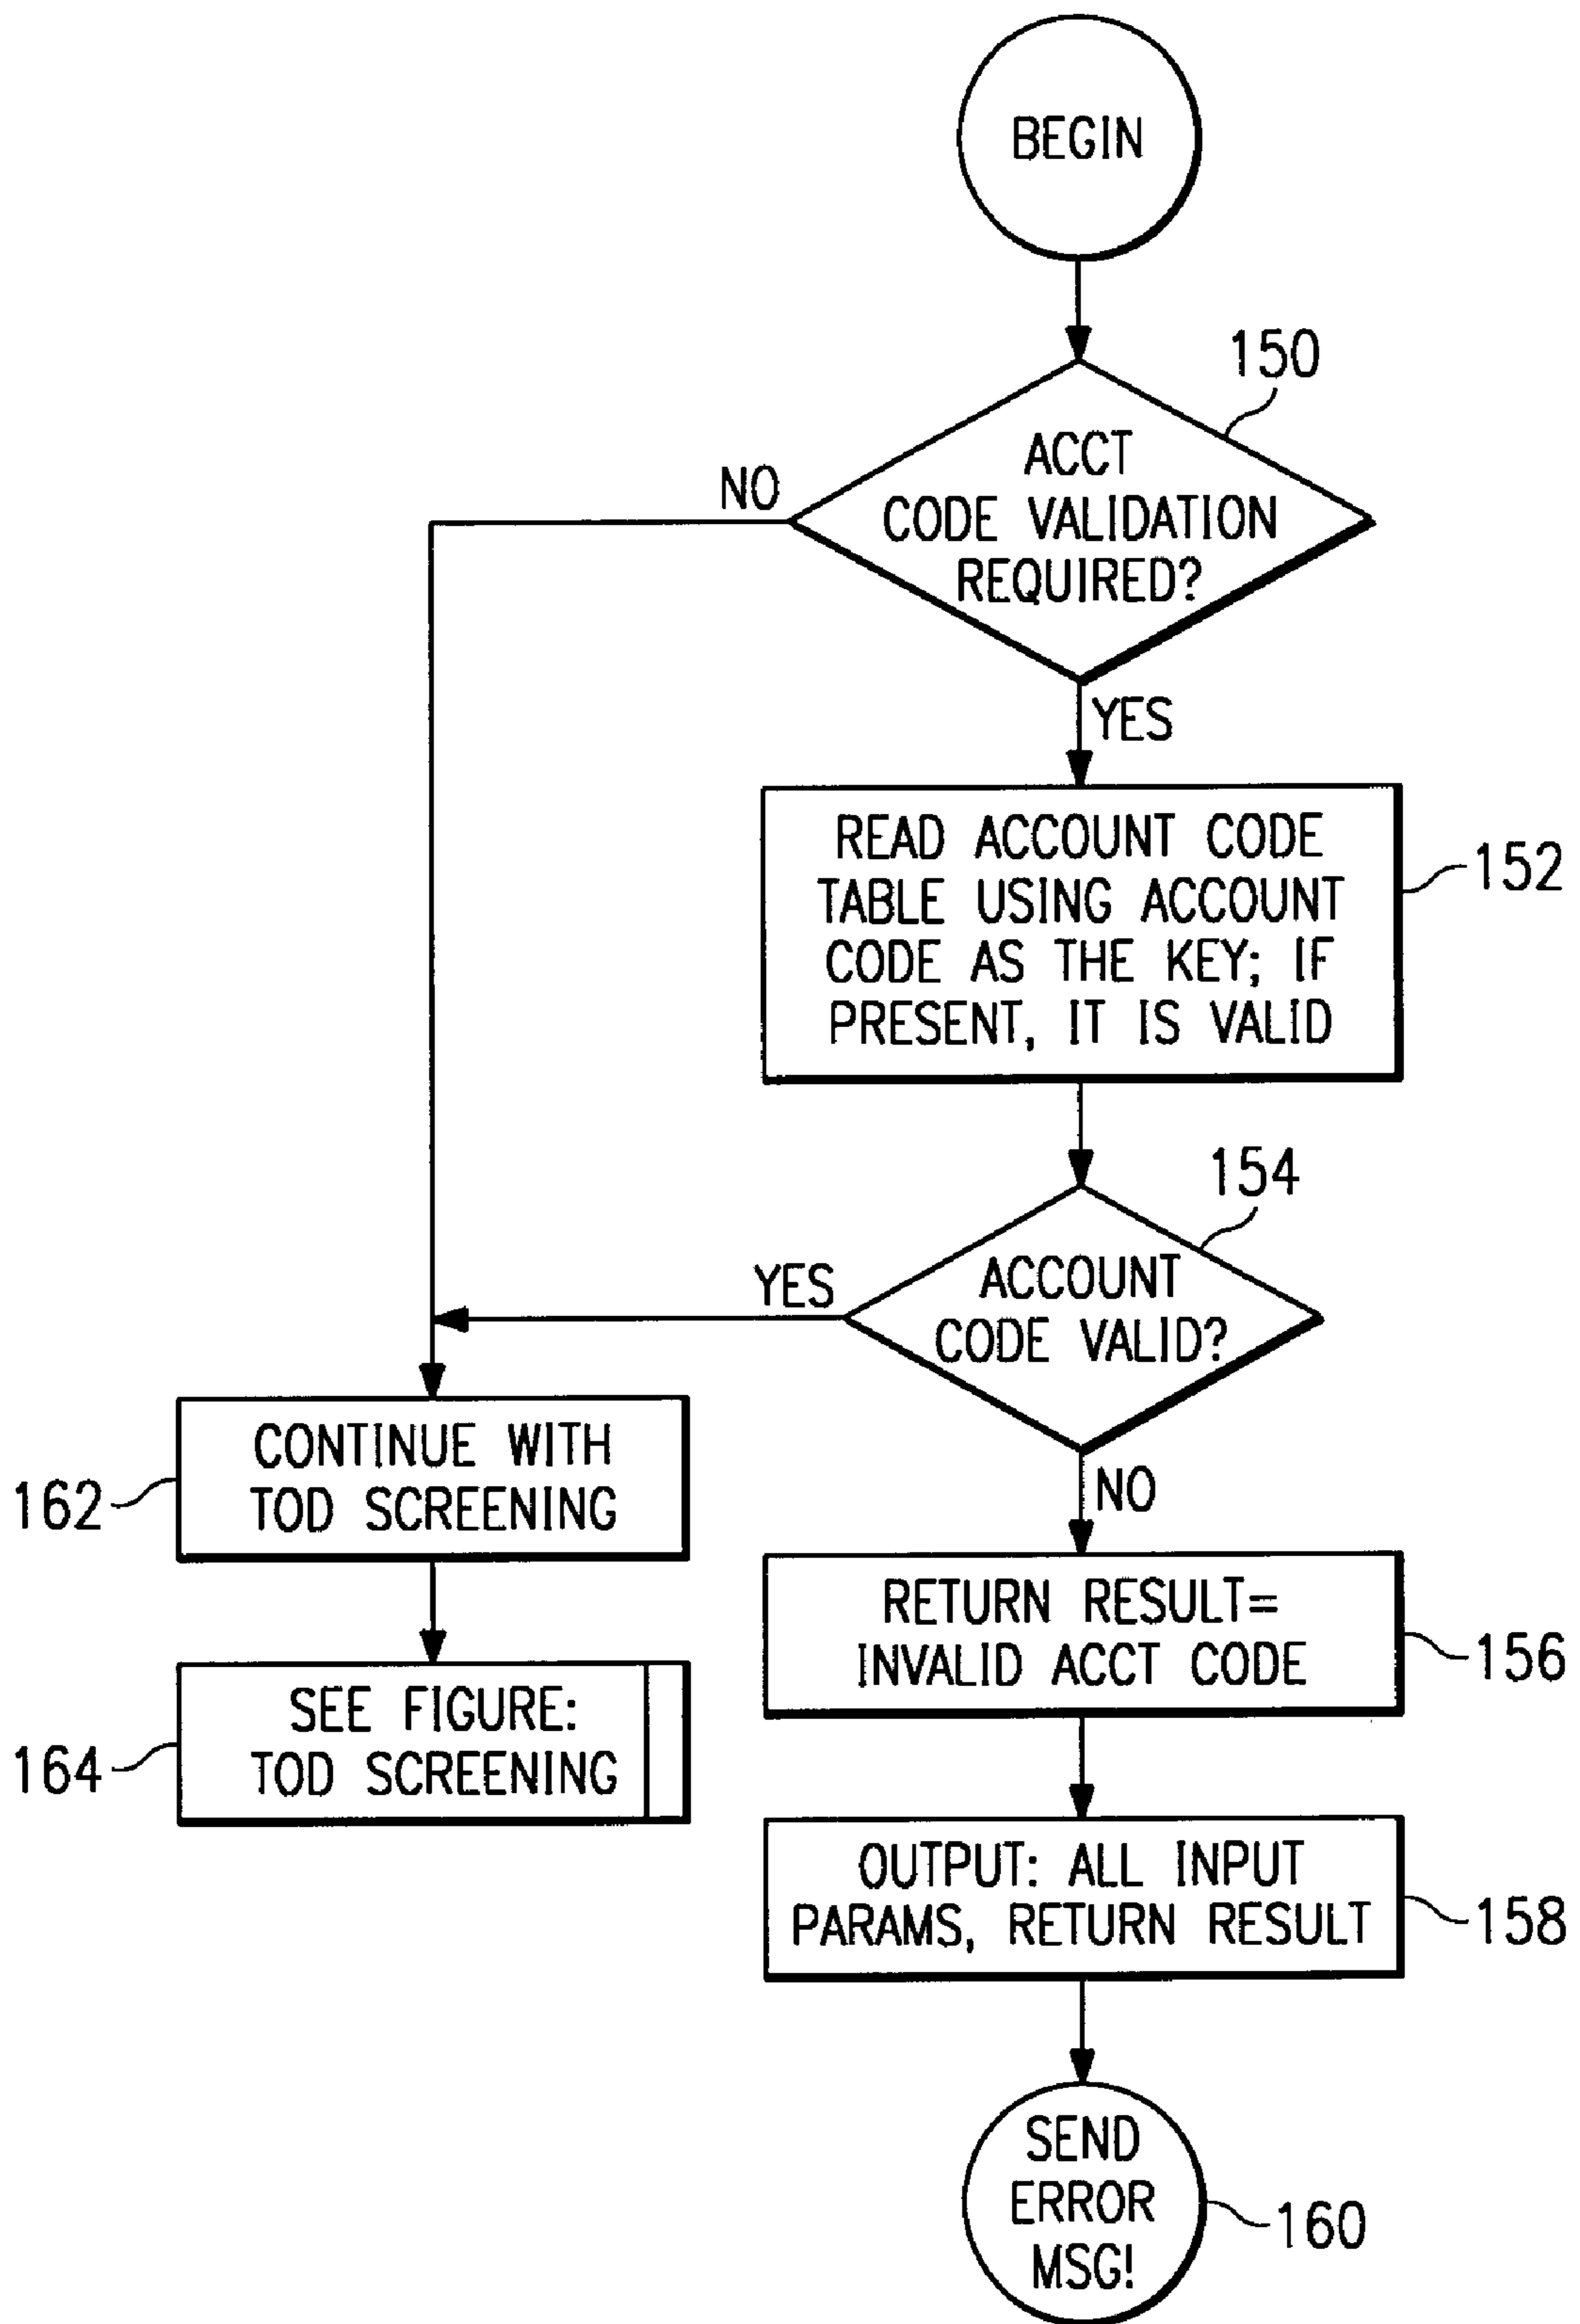 BEGIN
150
ACCT
CODE VALIDATION
REQUIRED?
NO
YES
READ ACCOUNT CODE
TABLE USING ACCOUNT
CODE AS THE KEY; IF
PRESENT, IT IS VALID
152
154
ACCOUNT
CODE VALID?
YES
NO
CONTINUE WITH
TOD SCREENING
162
RETURN RESULT=
INVALID ACCT CODE
156
SEE FIGURE:
TOD SCREENING
164
OUTPUT: ALL INPUT
PARAMS, RETURN RESULT
158
SEND
ERROR
MSG!
160